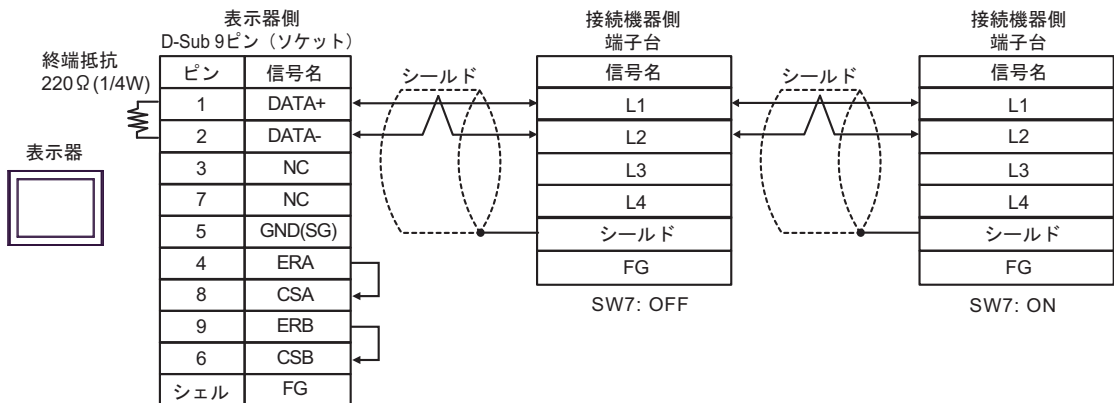 表示器側
D-Sub 9ピン（ソケット）
終端抵抗
220Ω(1/4W)
表示器
ピン 信号名
1 DATA+
2 DATA-
3 NC
7 NC
5 GND(SG)
4 ERA
8 CSA
9 ERB
6 CSB
シェル FG
シールド
接続機器側
端子台
信号名
L1
L2
L3
L4
シールド
FG
SW7: OFF
シールド
接続機器側
端子台
信号名
L1
L2
L3
L4
シールド
FG
SW7: ON